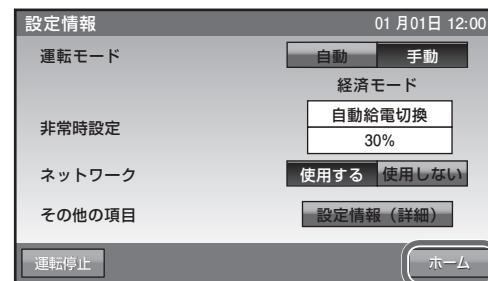 設定情報 01月01日 12:00
運転モード 自動 手動
経済モード
非常時設定 自動給電切換
30%
ネットワーク 使用する 使用しない
その他の項目 設定情報（詳細）
運転停止 ホーム